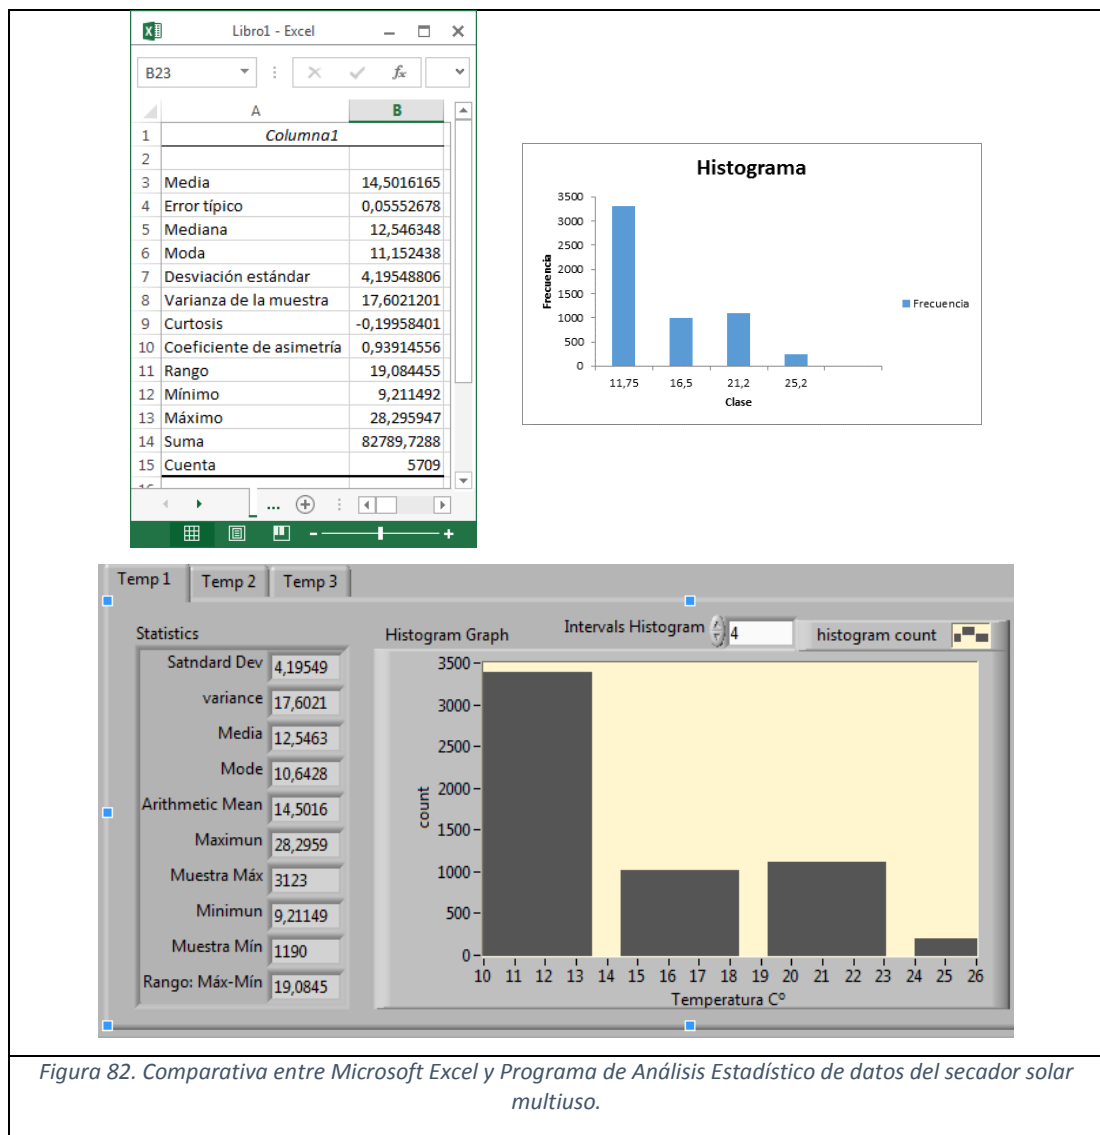 Libro1 - Excel
B23
fx
A B
1 Columna1
2
3 Media 14,5016165
4 Error típico 0,05552678
5 Mediana 12,546348
6 Moda 11,152438
7 Desviación estándar 4,19548806
8 Varianza de la muestra 17,6021201
9 Curtosis -0,19958401
10 Coeficiente de asimetría 0,93914556
11 Rango 19,084455
12 Mínimo 9,211492
13 Máximo 28,295947
14 Suma 82789,7288
15 Cuenta 5709
...
Histograma
3500
3000
2500
2000
1500
1000
500
0
Frecuencia
11,75 16,5 21,2 25,2
Clase
Frecuencia
Temp 1 Temp 2 Temp 3
Statistics
Satndard Dev 4,19549
variance 17,6021
Media 12,5463
Mode 10,6428
Arithmetic Mean 14,5016
Maximun 28,2959
Muestra Máx 3123
Minimun 9,21149
Muestra Mín 1190
Rango: Máx-Mín 19,0845
Histogram Graph
Intervals Histogram 4
histogram count
3500
3000
2500
2000
1500
1000
500
0
count
10 11 12 13 14 15 16 17 18 19 20 21 22 23 24 25 26
Temperatura Cº
Figura 82. Comparativa entre Microsoft Excel y Programa de Análisis Estadístico de datos del secador solar
multiuso.